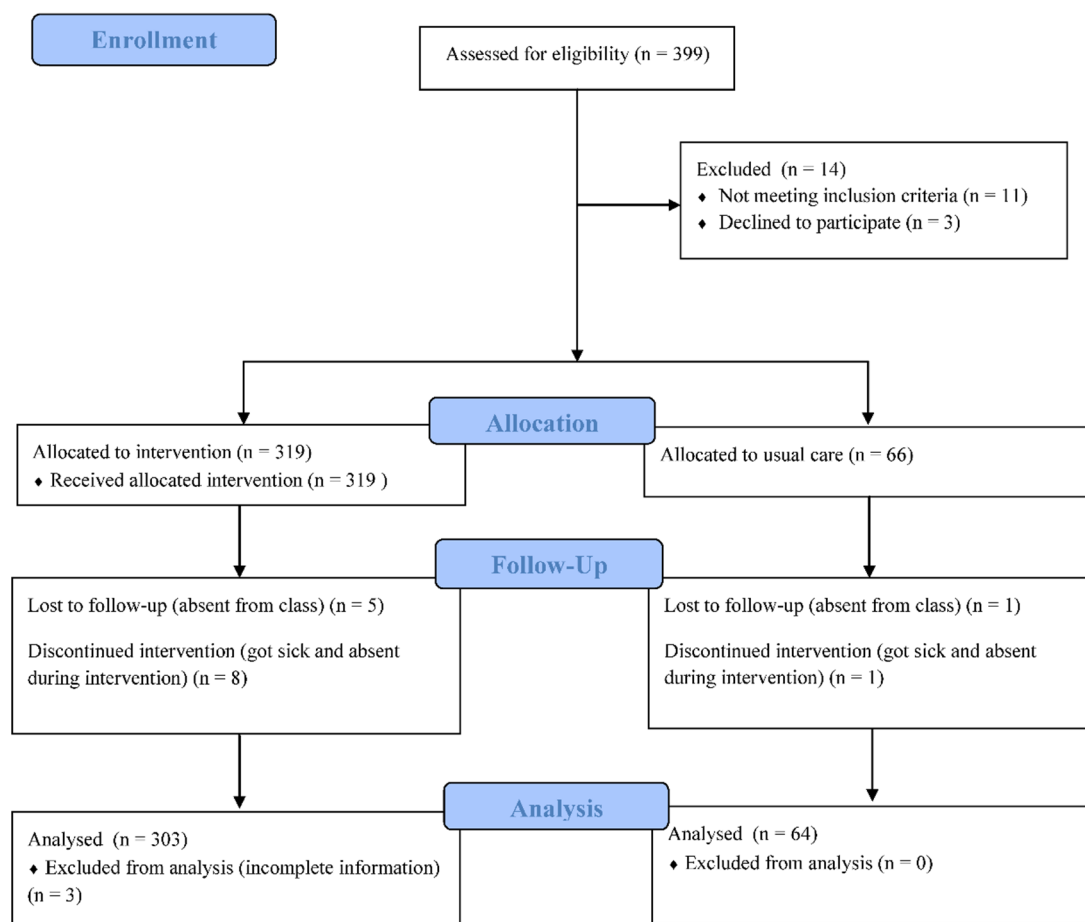 Enrollment
Assessed for eligibility (n = 399)
Excluded (n = 14)
♦ Not meeting inclusion criteria (n = 11)
♦ Declined to participate (n = 3)
Allocation
Allocated to intervention (n = 319)
♦ Received allocated intervention (n = 319 )
Allocated to usual care (n = 66)
Follow-Up
Lost to follow-up (absent from class) (n = 5)
Discontinued intervention (got sick and absent
during intervention) (n = 8)
Lost to follow-up (absent from class) (n = 1)
Discontinued intervention (got sick and absent
during intervention) (n = 1)
Analysis
Analysed (n = 303)
♦ Excluded from analysis (incomplete information)
(n = 3)
Analysed (n = 64)
♦ Excluded from analysis (n = 0)